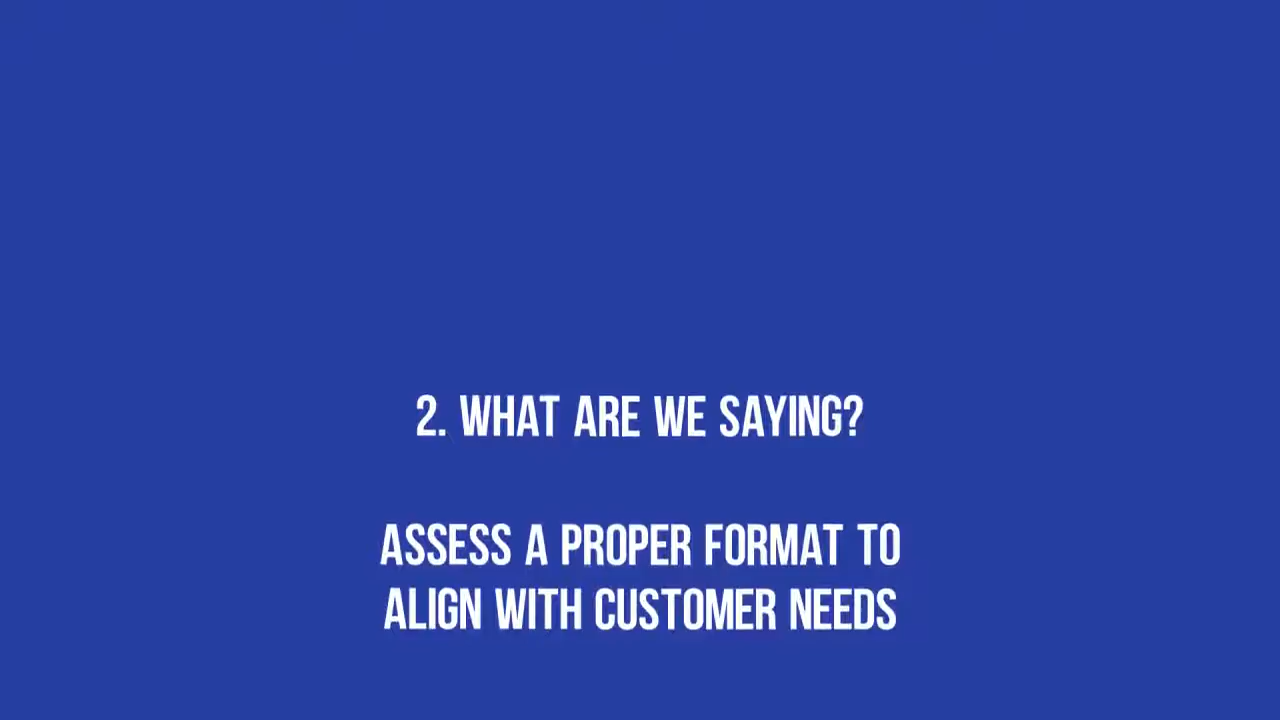 2. WHAT ARE WE SAYING?
ASSESS A PROPER FORMAT TO
ALIGN WITH CUSTOMER NEEDS